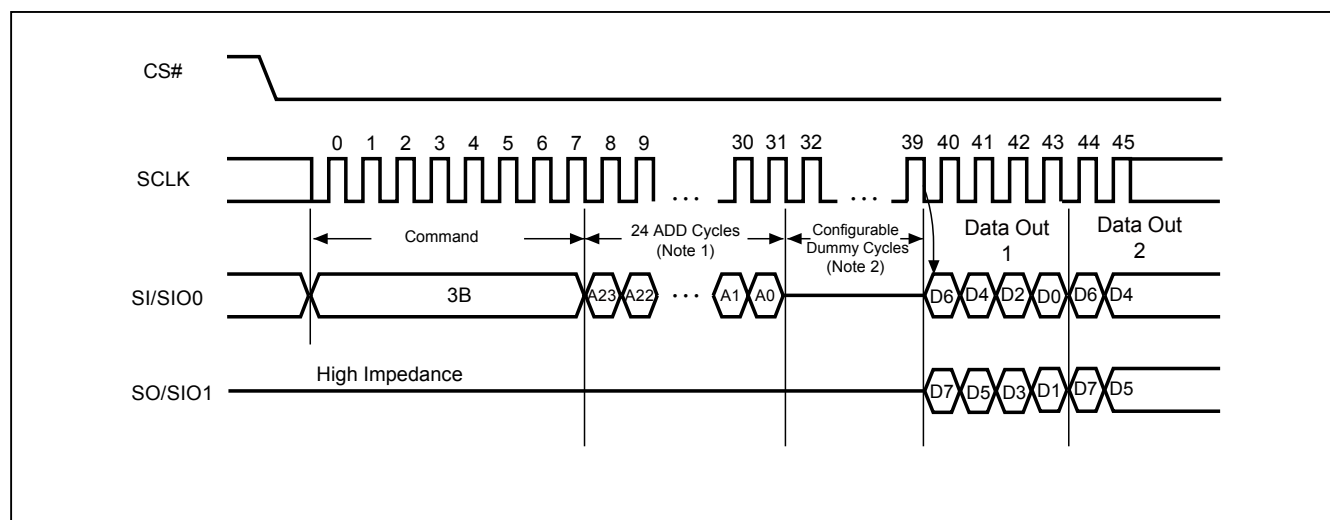 CS#
0 1 2 3 4 5 6 7 8 9 30 31 32 39 40 41 42 43 44 45
SCLK
...
...
Command
24 ADD Cycles
(Note 1)
Configurable
Dummy Cycles
(Note 2)
Data Out
1
Data Out
2
SI/SIO0
3B
A23 A22 ... A1 A0
D6 D4 D2 D0 D6 D4
High Impedance
SO/SIO1
D7 D5 D3 D1 D7 D5